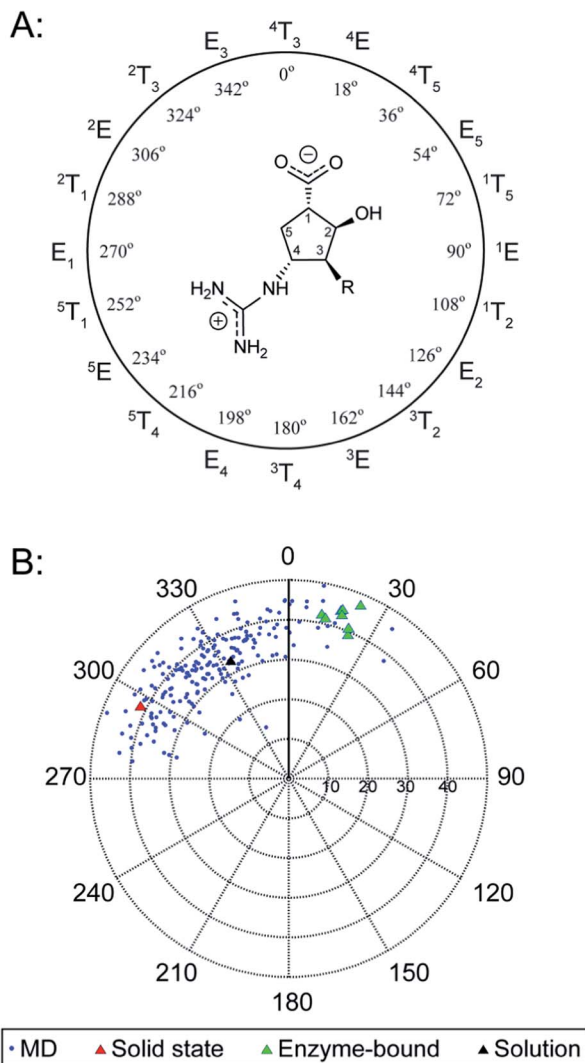 A:
⁴T₃
E₃ ⁴E
²T₃ 0° ⁴T₅
342° 18°
324° 36°
²E E₅
306° 54°
²T₁ ¹T₅
288° 72°
E₁ 270° 90° ¹E
⁵T₁ 252° 108° ¹T₂
⁵E 234° 126° E₂
216° 144°
⁵T₄ 198° 162° ³T₂
180°
E₄ ³E
³T₄
⊖
O O
1 OH
5 2
4 3
H₂N NH R
⊕
NH₂
B:
0
330 30
300 60
270 10 20 30 40 90
240 120
210 150
180
MD Solid state Enzyme-bound Solution